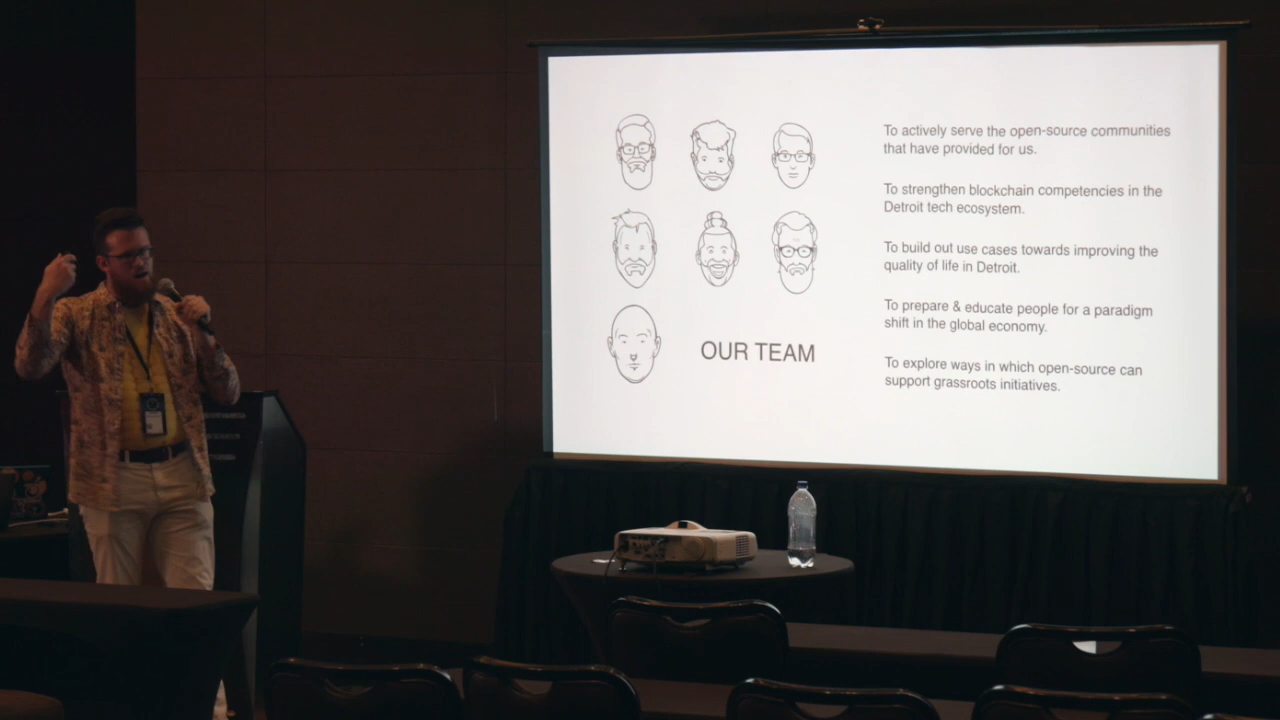 To actively serve the open-source communities
that have provided for us.
To strengthen blockchain competencies in the
Detroit tech ecosystem.
To build out use cases towards improving the
quality of life in Detroit.
To prepare & educate people for a paradigm
shift in the global economy.
To explore ways in which open-source can
support grassroots initiatives.
OUR TEAM